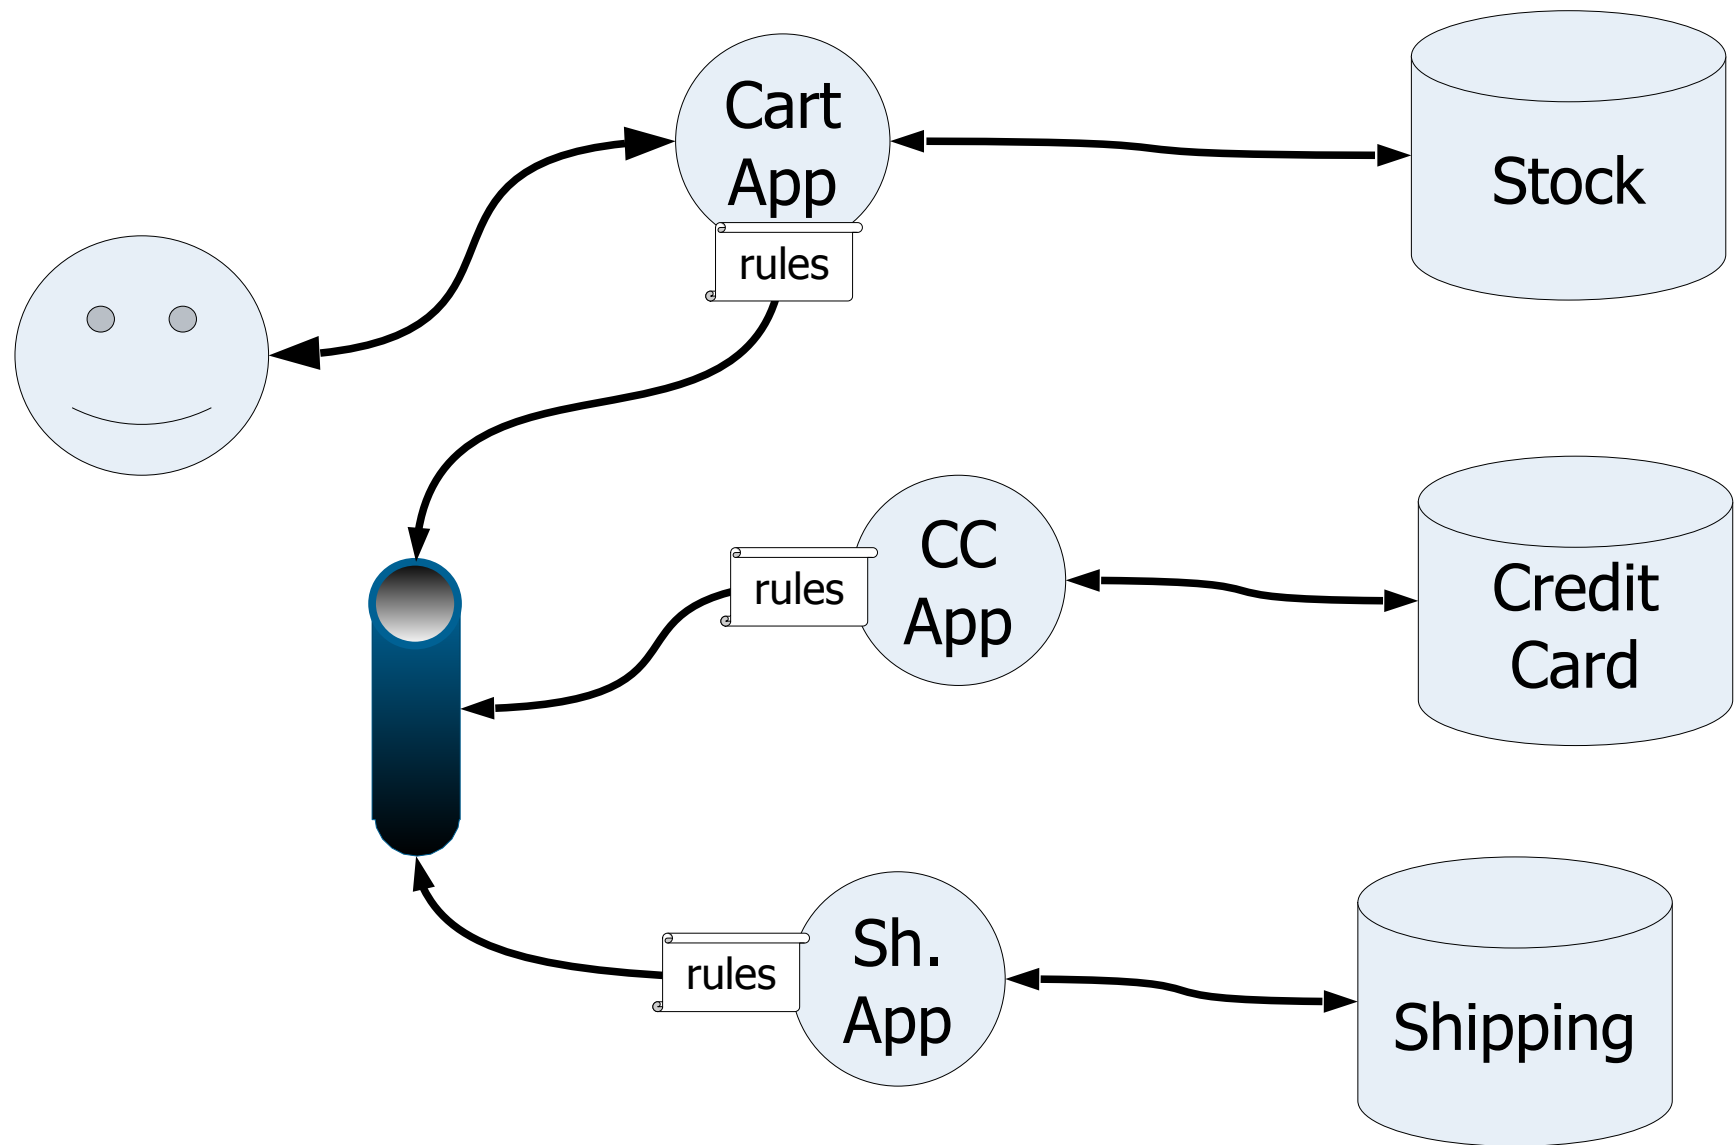 Cart
App
rules
Stock
rules
CC
App
Credit
Card
rules
Sh.
App
Shipping